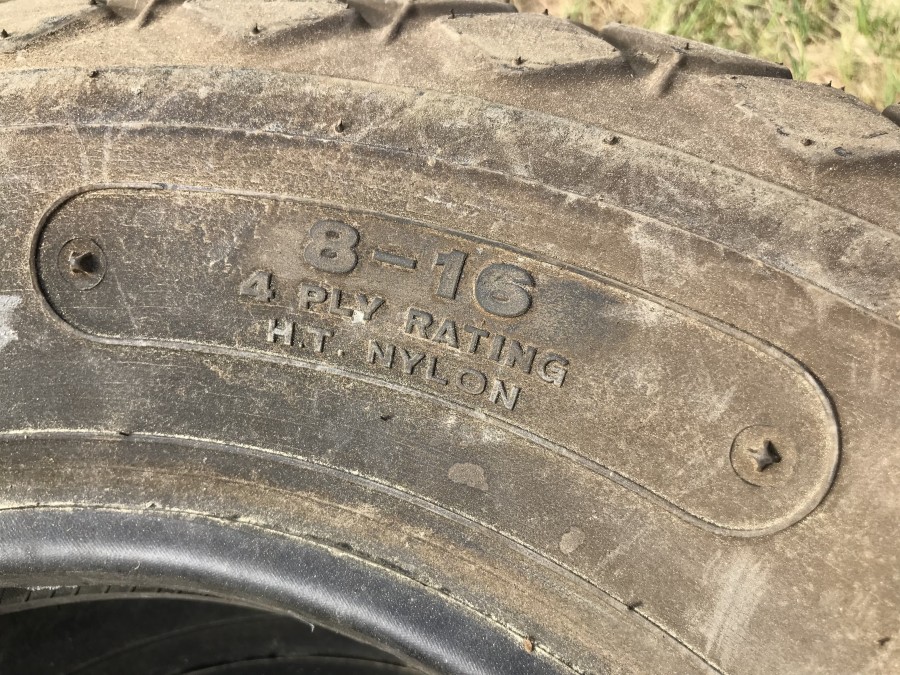 8-16
4 PLY RATING
H.T. NYLON